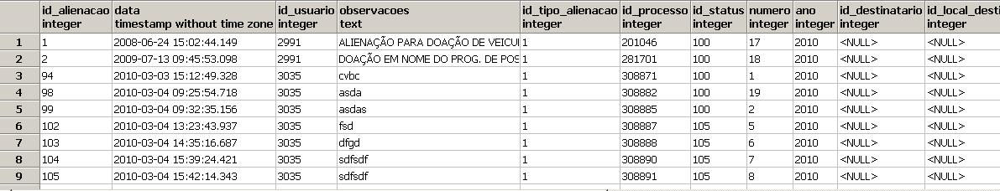 id_alienacao data id_usuario observacoes id_tipo_alienacao id_processo id_status numero ano id_destinatario id_local_desti
integer timestamp without time zone integer text integer integer integer integer integer integer integer
1 1 2008-06-24 15:02:44.149 2991 ALIENAÇÃO PARA DOAÇÃO DE VEICUI 1 201046 100 17 2010 <NULL> <NULL>
2 2 2009-07-13 09:45:53.098 2991 DOAÇÃO EM NOME DO PROG. DE POS 1 281701 100 18 2010 <NULL> <NULL>
3 94 2010-03-03 15:12:49.328 3035 cvbc 1 308871 100 1 2010 <NULL> <NULL>
4 98 2010-03-04 09:25:54.718 3035 asda 1 308882 100 19 2010 <NULL> <NULL>
5 99 2010-03-04 09:32:35.156 3035 asdas 1 308885 100 2 2010 <NULL> <NULL>
6 102 2010-03-04 13:23:43.937 3035 fsd 1 308887 105 5 2010 <NULL> <NULL>
7 103 2010-03-04 14:35:16.687 3035 dfgd 1 308888 105 6 2010 <NULL> <NULL>
8 104 2010-03-04 15:39:24.421 3035 sdfsdf 1 308890 105 7 2010 <NULL> <NULL>
9 105 2010-03-04 15:42:14.343 3035 sdfsdf 1 308891 105 8 2010 <NULL> <NULL>